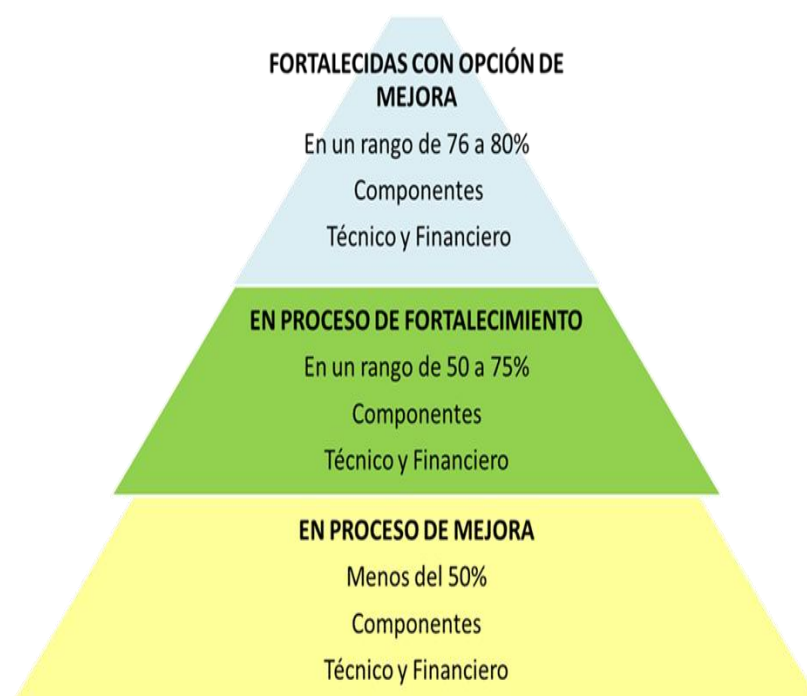 FORTALECIDAS CON OPCIÓN DE
MEJORA
En un rango de 76 a 80%
Componentes
Técnico y Financiero
EN PROCESO DE FORTALECIMIENTO
En un rango de 50 a 75%
Componentes
Técnico y Financiero
EN PROCESO DE MEJORA
Menos del 50%
Componentes
Técnico y Financiero